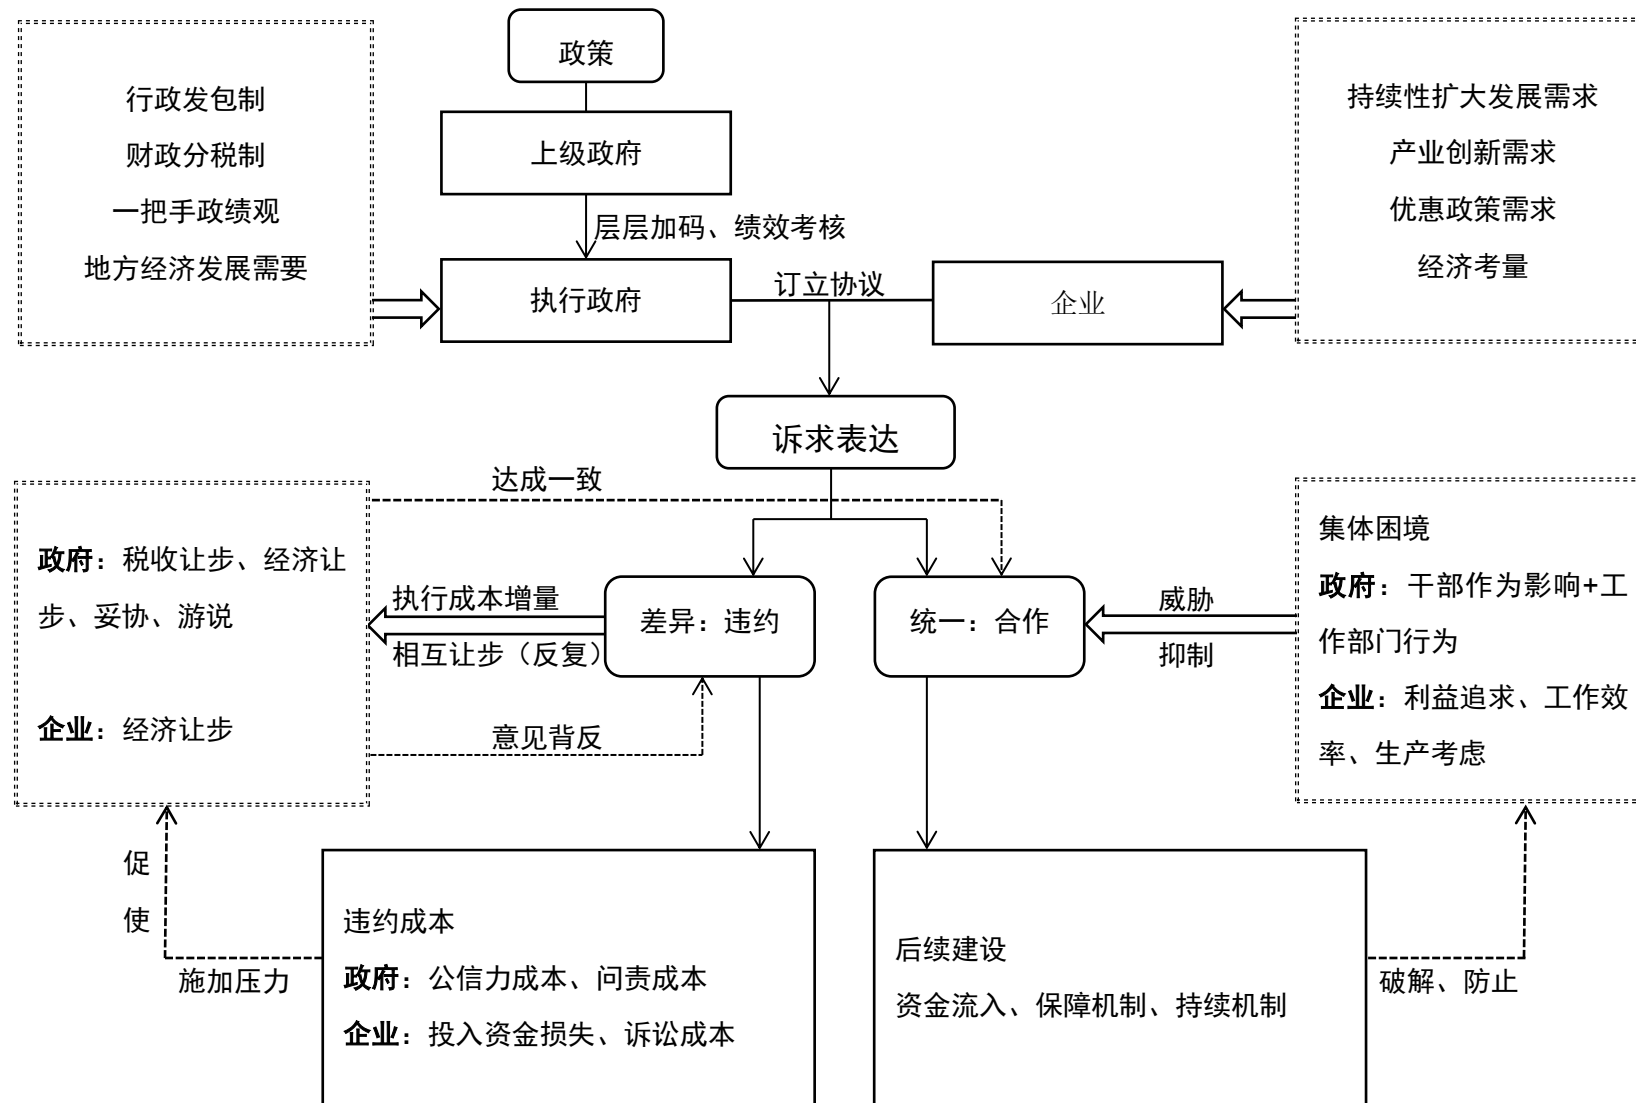 政策
上级政府
层层加码、绩效考核
行政发包制
财政分税制
一把手政绩观
地方经济发展需要
执行政府
订立协议
企业
持续性扩大发展需求
产业创新需求
优惠政策需求
经济考量
诉求表达
达成一致
政府：税收让步、经济让
步、妥协、游说
企业：经济让步
执行成本增量
相互让步（反复）
意见背反
差异：违约
统一：合作
威胁
抑制
集体困境
政府：干部作为影响+工
作部门行为
企业：利益追求、工作效
率、生产考虑
促
使
施加压力
违约成本
政府：公信力成本、问责成本
企业：投入资金损失、诉讼成本
后续建设
资金流入、保障机制、持续机制
破解、防止